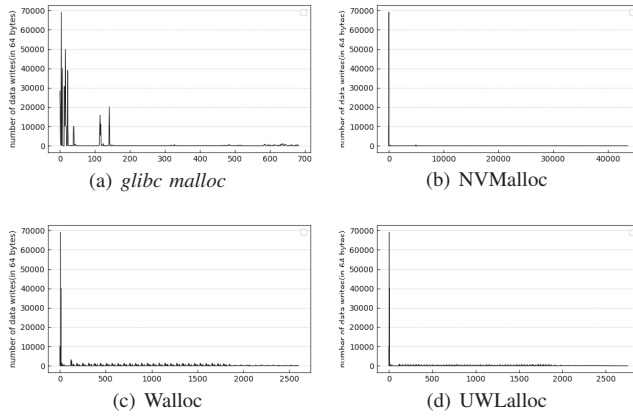 number of data writes(in 64 bytes)
70000
60000
50000
40000
30000
20000
10000
0
0 100 200 300 400 500 600 700
(a) glibc malloc
number of data writes(in 64 bytes)
70000
60000
50000
40000
30000
20000
10000
0
0 10000 20000 30000 40000
(b) NVMalloc
number of data writes(in 64 bytes)
70000
60000
50000
40000
30000
20000
10000
0
0 500 1000 1500 2000 2500
(c) Walloc
number of data writes(in 64 bytes)
70000
60000
50000
40000
30000
20000
10000
0
0 500 1000 1500 2000 2500
(d) UWLalloc